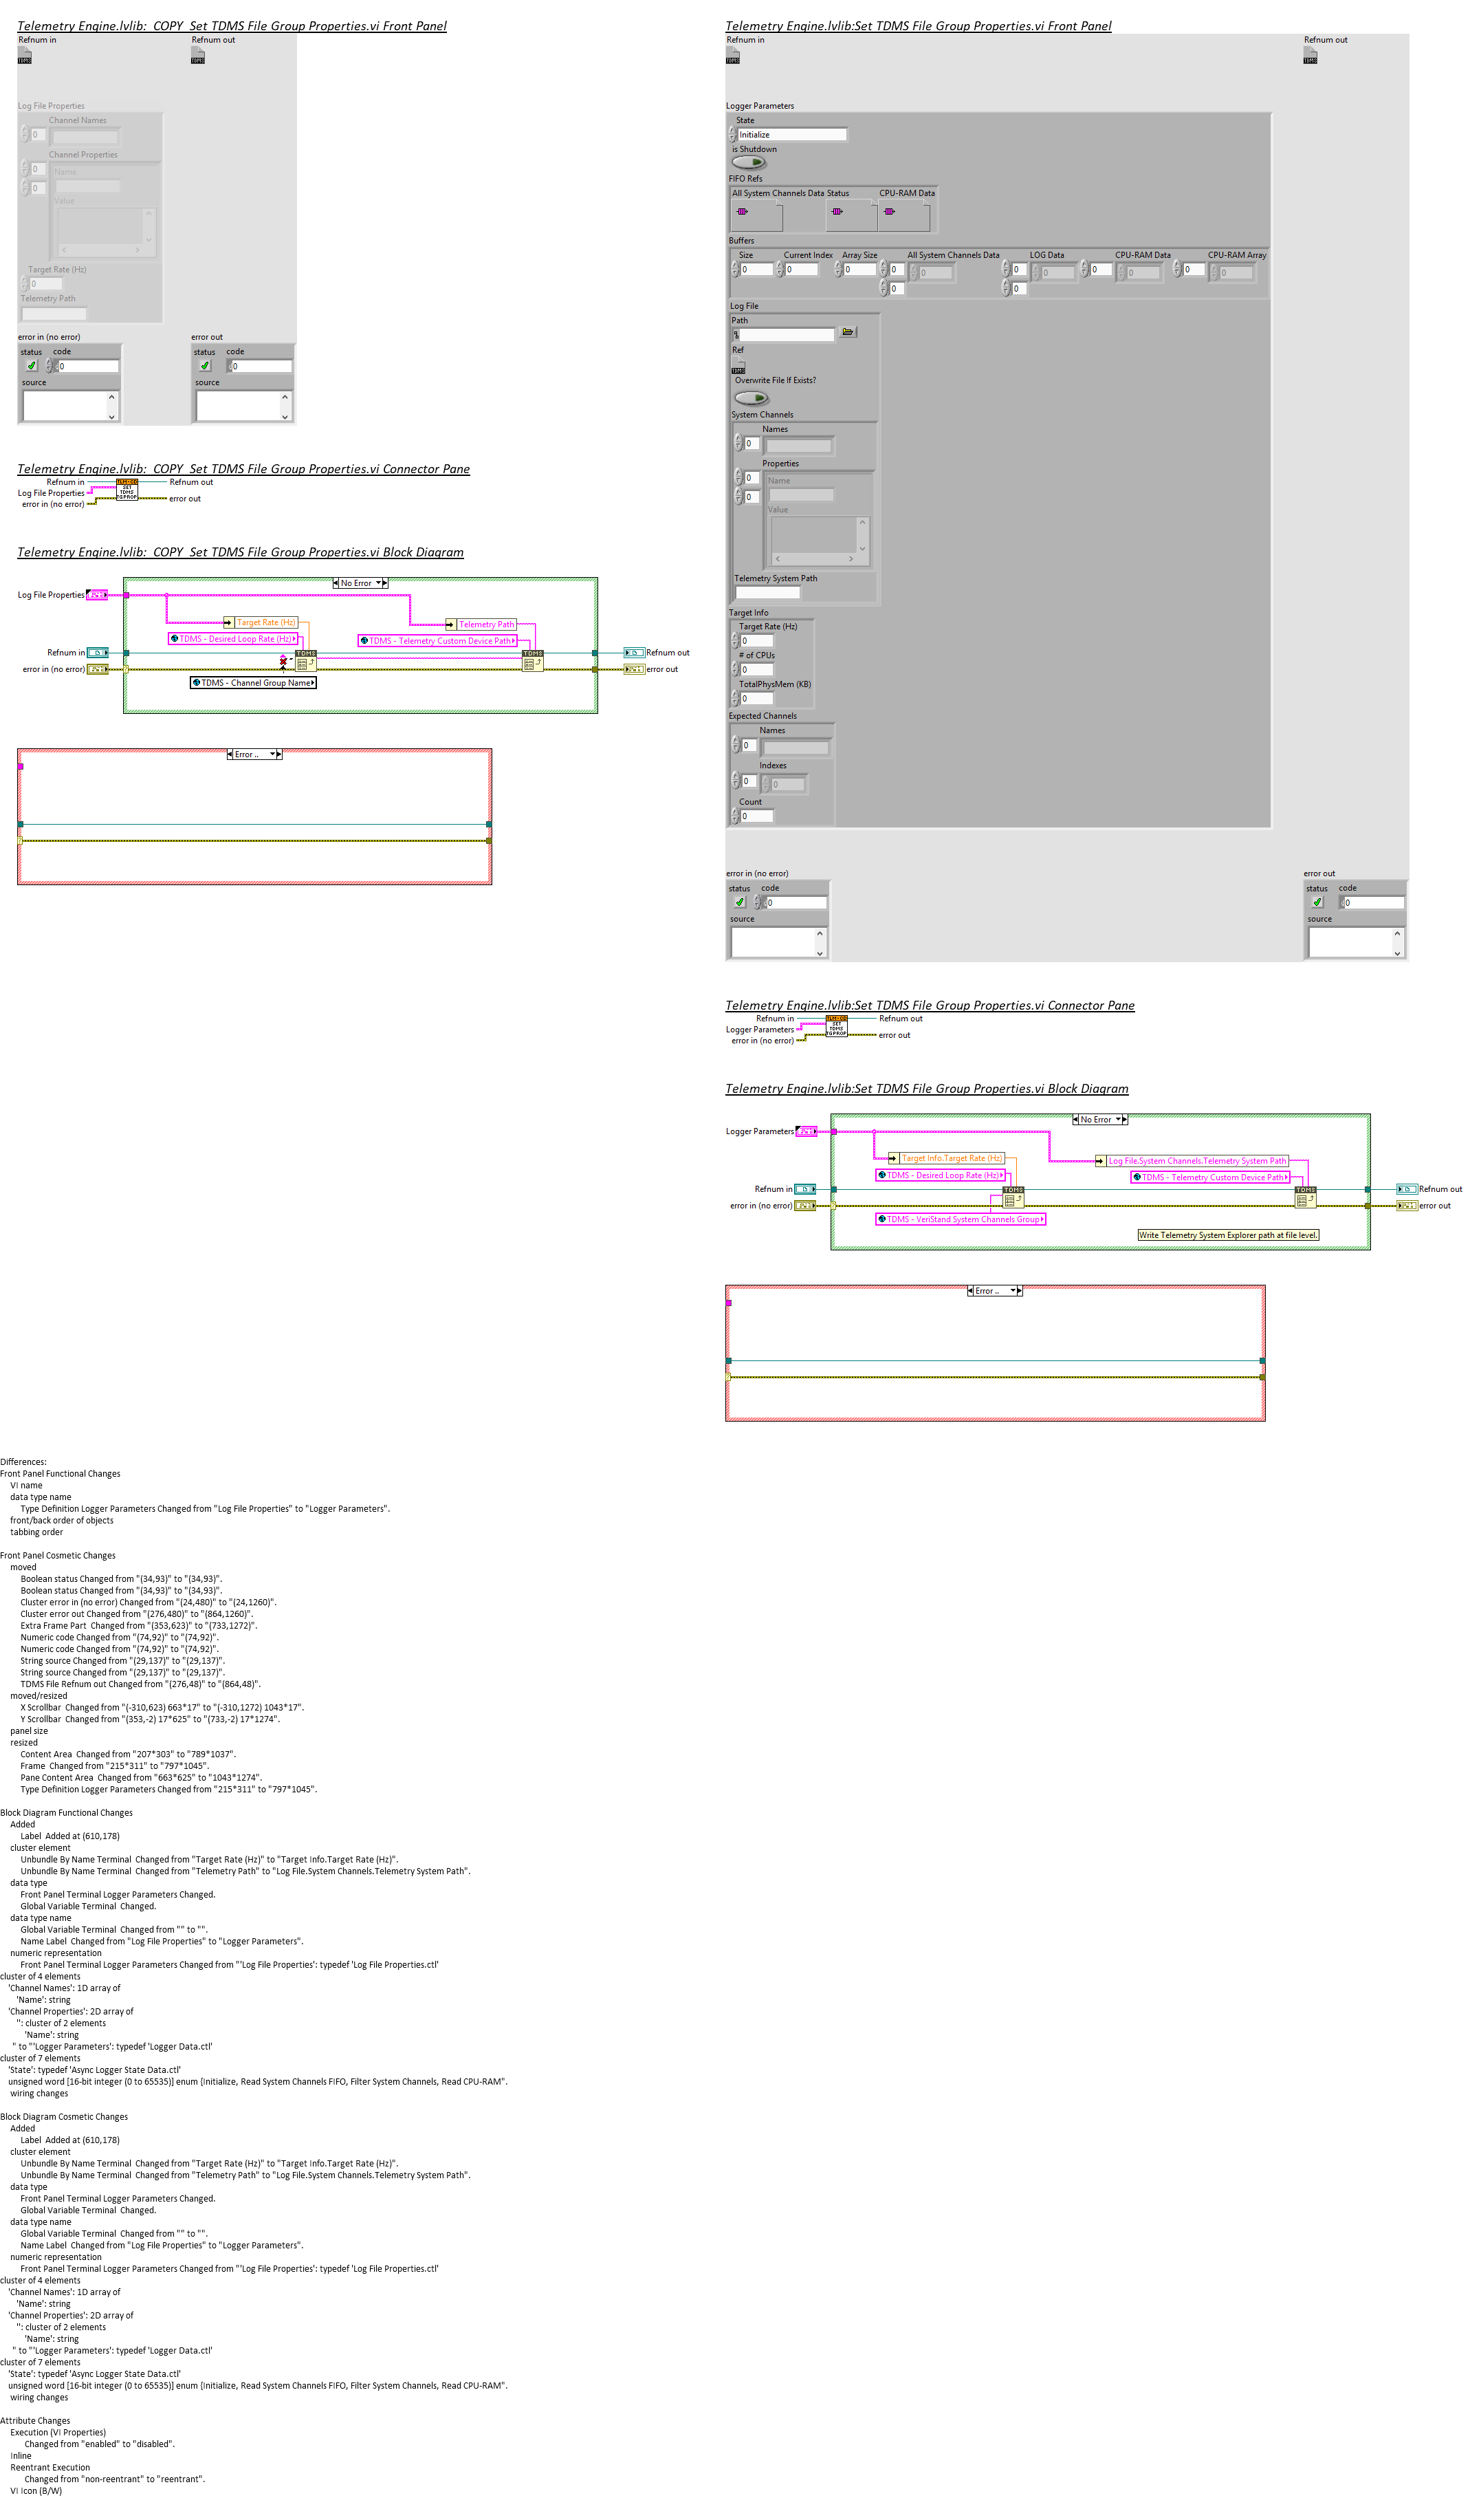 Telemetry Engine.lvlib:_COPY_Set TDMS File Group Properties.vi Front Panel
Refnum in
Refnum out
TDMS
TDMS
Log File Properties
Channel Names
0
Channel Properties
0
Name
0
Value
Target Rate (Hz)
0
Telemetry Path
error in (no error)
error out
status
code
status
code
0
0
source
source
Telemetry Engine.lvlib:_COPY_Set TDMS File Group Properties.vi Connector Pane
Refnum in
Refnum out
Log File Properties
error in (no error)
error out
SET
TDMS
Telemetry Engine.lvlib:_COPY_Set TDMS File Group Properties.vi Block Diagram
No Error
Log File Properties
Target Rate (Hz)
Telemetry Path
TDMS - Desired Loop Rate (Hz)
TDMS - Telemetry Custom Device Path
Refnum in
TDMS
TDMS
Refnum out
error in (no error)
error out
TDMS - Channel Group Name
Error ..
Telemetry Engine.lvlib:Set TDMS File Group Properties.vi Front Panel
Refnum in
Refnum out
TDMS
TDMS
Logger Parameters
State
Initialize
is Shutdown
FIFO Refs
All System Channels Data
Status
CPU-RAM Data
Buffers
Size
Current Index
Array Size
All System Channels Data
LOG Data
CPU-RAM Data
CPU-RAM Array
0
0
0
0
0
0
0
0
0
0
0
0
0
Log File
Path
Ref
TDMS
Overwrite File If Exists?
System Channels
Names
0
Properties
0
Name
0
Value
Telemetry System Path
Target Info
Target Rate (Hz)
0
# of CPUs
0
TotalPhysMem (KB)
0
Expected Channels
Names
0
Indexes
0
0
Count
0
error in (no error)
error out
status
code
status
code
0
0
source
source
Telemetry Engine.lvlib:Set TDMS File Group Properties.vi Connector Pane
Refnum in
Refnum out
Logger Parameters
error in (no error)
error out
SET
TDMS
Telemetry Engine.lvlib:Set TDMS File Group Properties.vi Block Diagram
No Error
Logger Parameters
Target Info.Target Rate (Hz)
Log File.System Channels.Telemetry System Path
TDMS - Desired Loop Rate (Hz)
TDMS - Telemetry Custom Device Path
Refnum in
TDMS
TDMS
Refnum out
error in (no error)
error out
TDMS - VeriStand System Channels Group
Write Telemetry System Explorer path at file level.
Error ..
Differences:
Front Panel Functional Changes
VI name
data type name
Type Definition Logger Parameters Changed from "Log File Properties" to "Logger Parameters".
front/back order of objects
tabbing order
Front Panel Cosmetic Changes
moved
Boolean status Changed from "(34,93)" to "(34,93)".
Boolean status Changed from "(34,93)" to "(34,93)".
Cluster error in (no error) Changed from "(24,480)" to "(24,1260)".
Cluster error out Changed from "(276,480)" to "(864,1260)".
Extra Frame Part  Changed from "(353,623)" to "(733,1272)".
Numeric code Changed from "(74,92)" to "(74,92)".
Numeric code Changed from "(74,92)" to "(74,92)".
String source Changed from "(29,137)" to "(29,137)".
String source Changed from "(29,137)" to "(29,137)".
TDMS File Refnum out Changed from "(276,48)" to "(864,48)".
moved/resized
X Scrollbar  Changed from "(-310,623) 663*17" to "(-310,1272) 1043*17".
Y Scrollbar  Changed from "(353,-2) 17*625" to "(733,-2) 17*1274".
panel size
resized
Content Area  Changed from "207*303" to "789*1037".
Frame  Changed from "215*311" to "797*1045".
Pane Content Area  Changed from "663*625" to "1043*1274".
Type Definition Logger Parameters Changed from "215*311" to "797*1045".
Block Diagram Functional Changes
Added
Label  Added at (610,178)
cluster element
Unbundle By Name Terminal  Changed from "Target Rate (Hz)" to "Target Info.Target Rate (Hz)".
Unbundle By Name Terminal  Changed from "Telemetry Path" to "Log File.System Channels.Telemetry System Path".
data type
Front Panel Terminal Logger Parameters Changed.
Global Variable Terminal  Changed.
data type name
Global Variable Terminal  Changed from "" to "".
Name Label  Changed from "Log File Properties" to "Logger Parameters".
numeric representation
Front Panel Terminal Logger Parameters Changed from "'Log File Properties': typedef 'Log File Properties.ctl'
cluster of 4 elements
'Channel Names': 1D array of
'Name': string
'Channel Properties': 2D array of
'': cluster of 2 elements
'Name': string
" to "'Logger Parameters': typedef 'Logger Data.ctl'
cluster of 7 elements
'State': typedef 'Async Logger State Data.ctl'
unsigned word [16-bit integer (0 to 65535)] enum {Initialize, Read System Channels FIFO, Filter System Channels, Read CPU-RAM".
wiring changes
Block Diagram Cosmetic Changes
Added
Label  Added at (610,178)
cluster element
Unbundle By Name Terminal  Changed from "Target Rate (Hz)" to "Target Info.Target Rate (Hz)".
Unbundle By Name Terminal  Changed from "Telemetry Path" to "Log File.System Channels.Telemetry System Path".
data type
Front Panel Terminal Logger Parameters Changed.
Global Variable Terminal  Changed.
data type name
Global Variable Terminal  Changed from "" to "".
Name Label  Changed from "Log File Properties" to "Logger Parameters".
numeric representation
Front Panel Terminal Logger Parameters Changed from "'Log File Properties': typedef 'Log File Properties.ctl'
cluster of 4 elements
'Channel Names': 1D array of
'Name': string
'Channel Properties': 2D array of
'': cluster of 2 elements
'Name': string
" to "'Logger Parameters': typedef 'Logger Data.ctl'
cluster of 7 elements
'State': typedef 'Async Logger State Data.ctl'
unsigned word [16-bit integer (0 to 65535)] enum {Initialize, Read System Channels FIFO, Filter System Channels, Read CPU-RAM".
wiring changes
Attribute Changes
Execution (VI Properties)
Changed from "enabled" to "disabled".
Inline
Reentrant Execution
Changed from "non-reentrant" to "reentrant".
VI Icon (B/W)